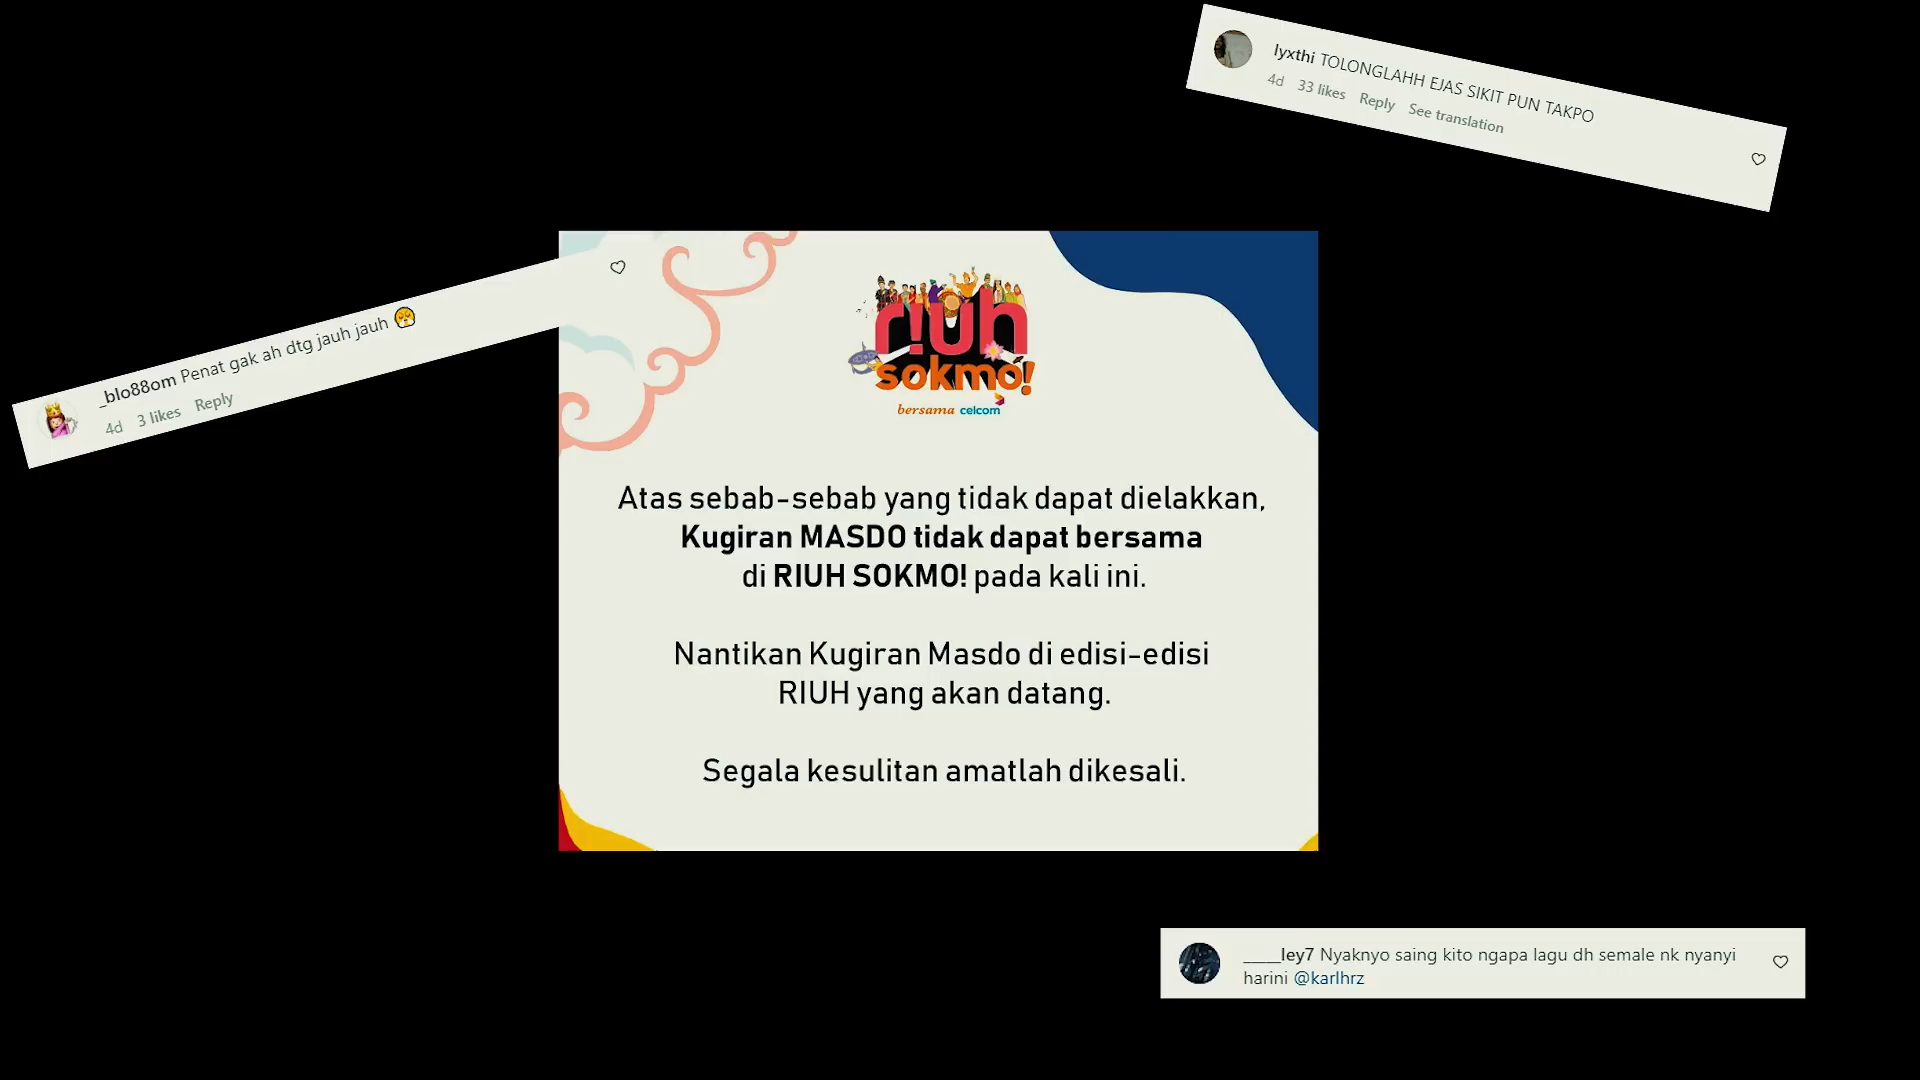 lyxthi TOLONGLAHH EJAS SIKIT PUN TAKPO
4d 33 likes Reply See translation
_blo88om Penat gak ah dtg jauh jauh 😮‍💨
4d 3 likes Reply
riuh
sokmo!
bersama celcom
Atas sebab-sebab yang tidak dapat dielakkan,
Kugiran MASDO tidak dapat bersama
di RIUH SOKMO! pada kali ini.
Nantikan Kugiran Masdo di edisi-edisi
RIUH yang akan datang.
Segala kesulitan amatlah dikesali.
____ley7 Nyaknyo saing kito ngapa lagu dh semale nk nyanyi
harini @karlhrz